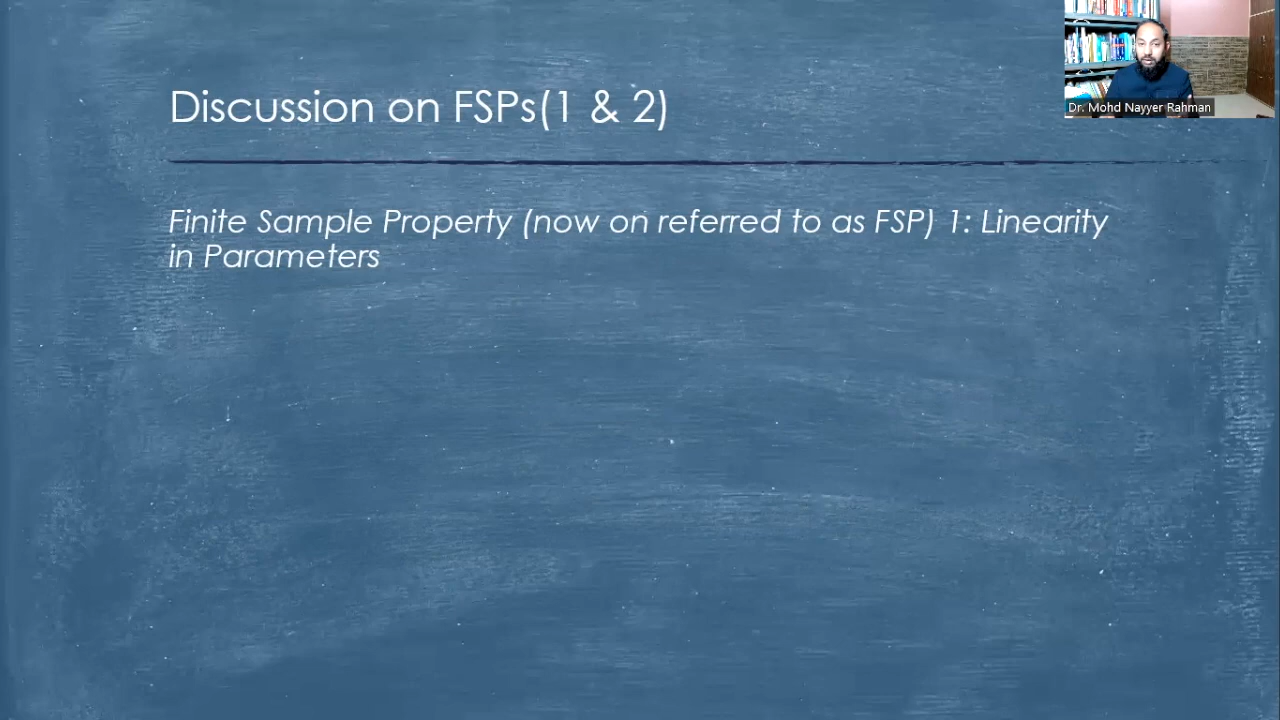 Dr. Mohd Nayyer Rahman
Discussion on FSPs(1 & 2)
Finite Sample Property (now on referred to as FSP) 1: Linearity
in Parameters